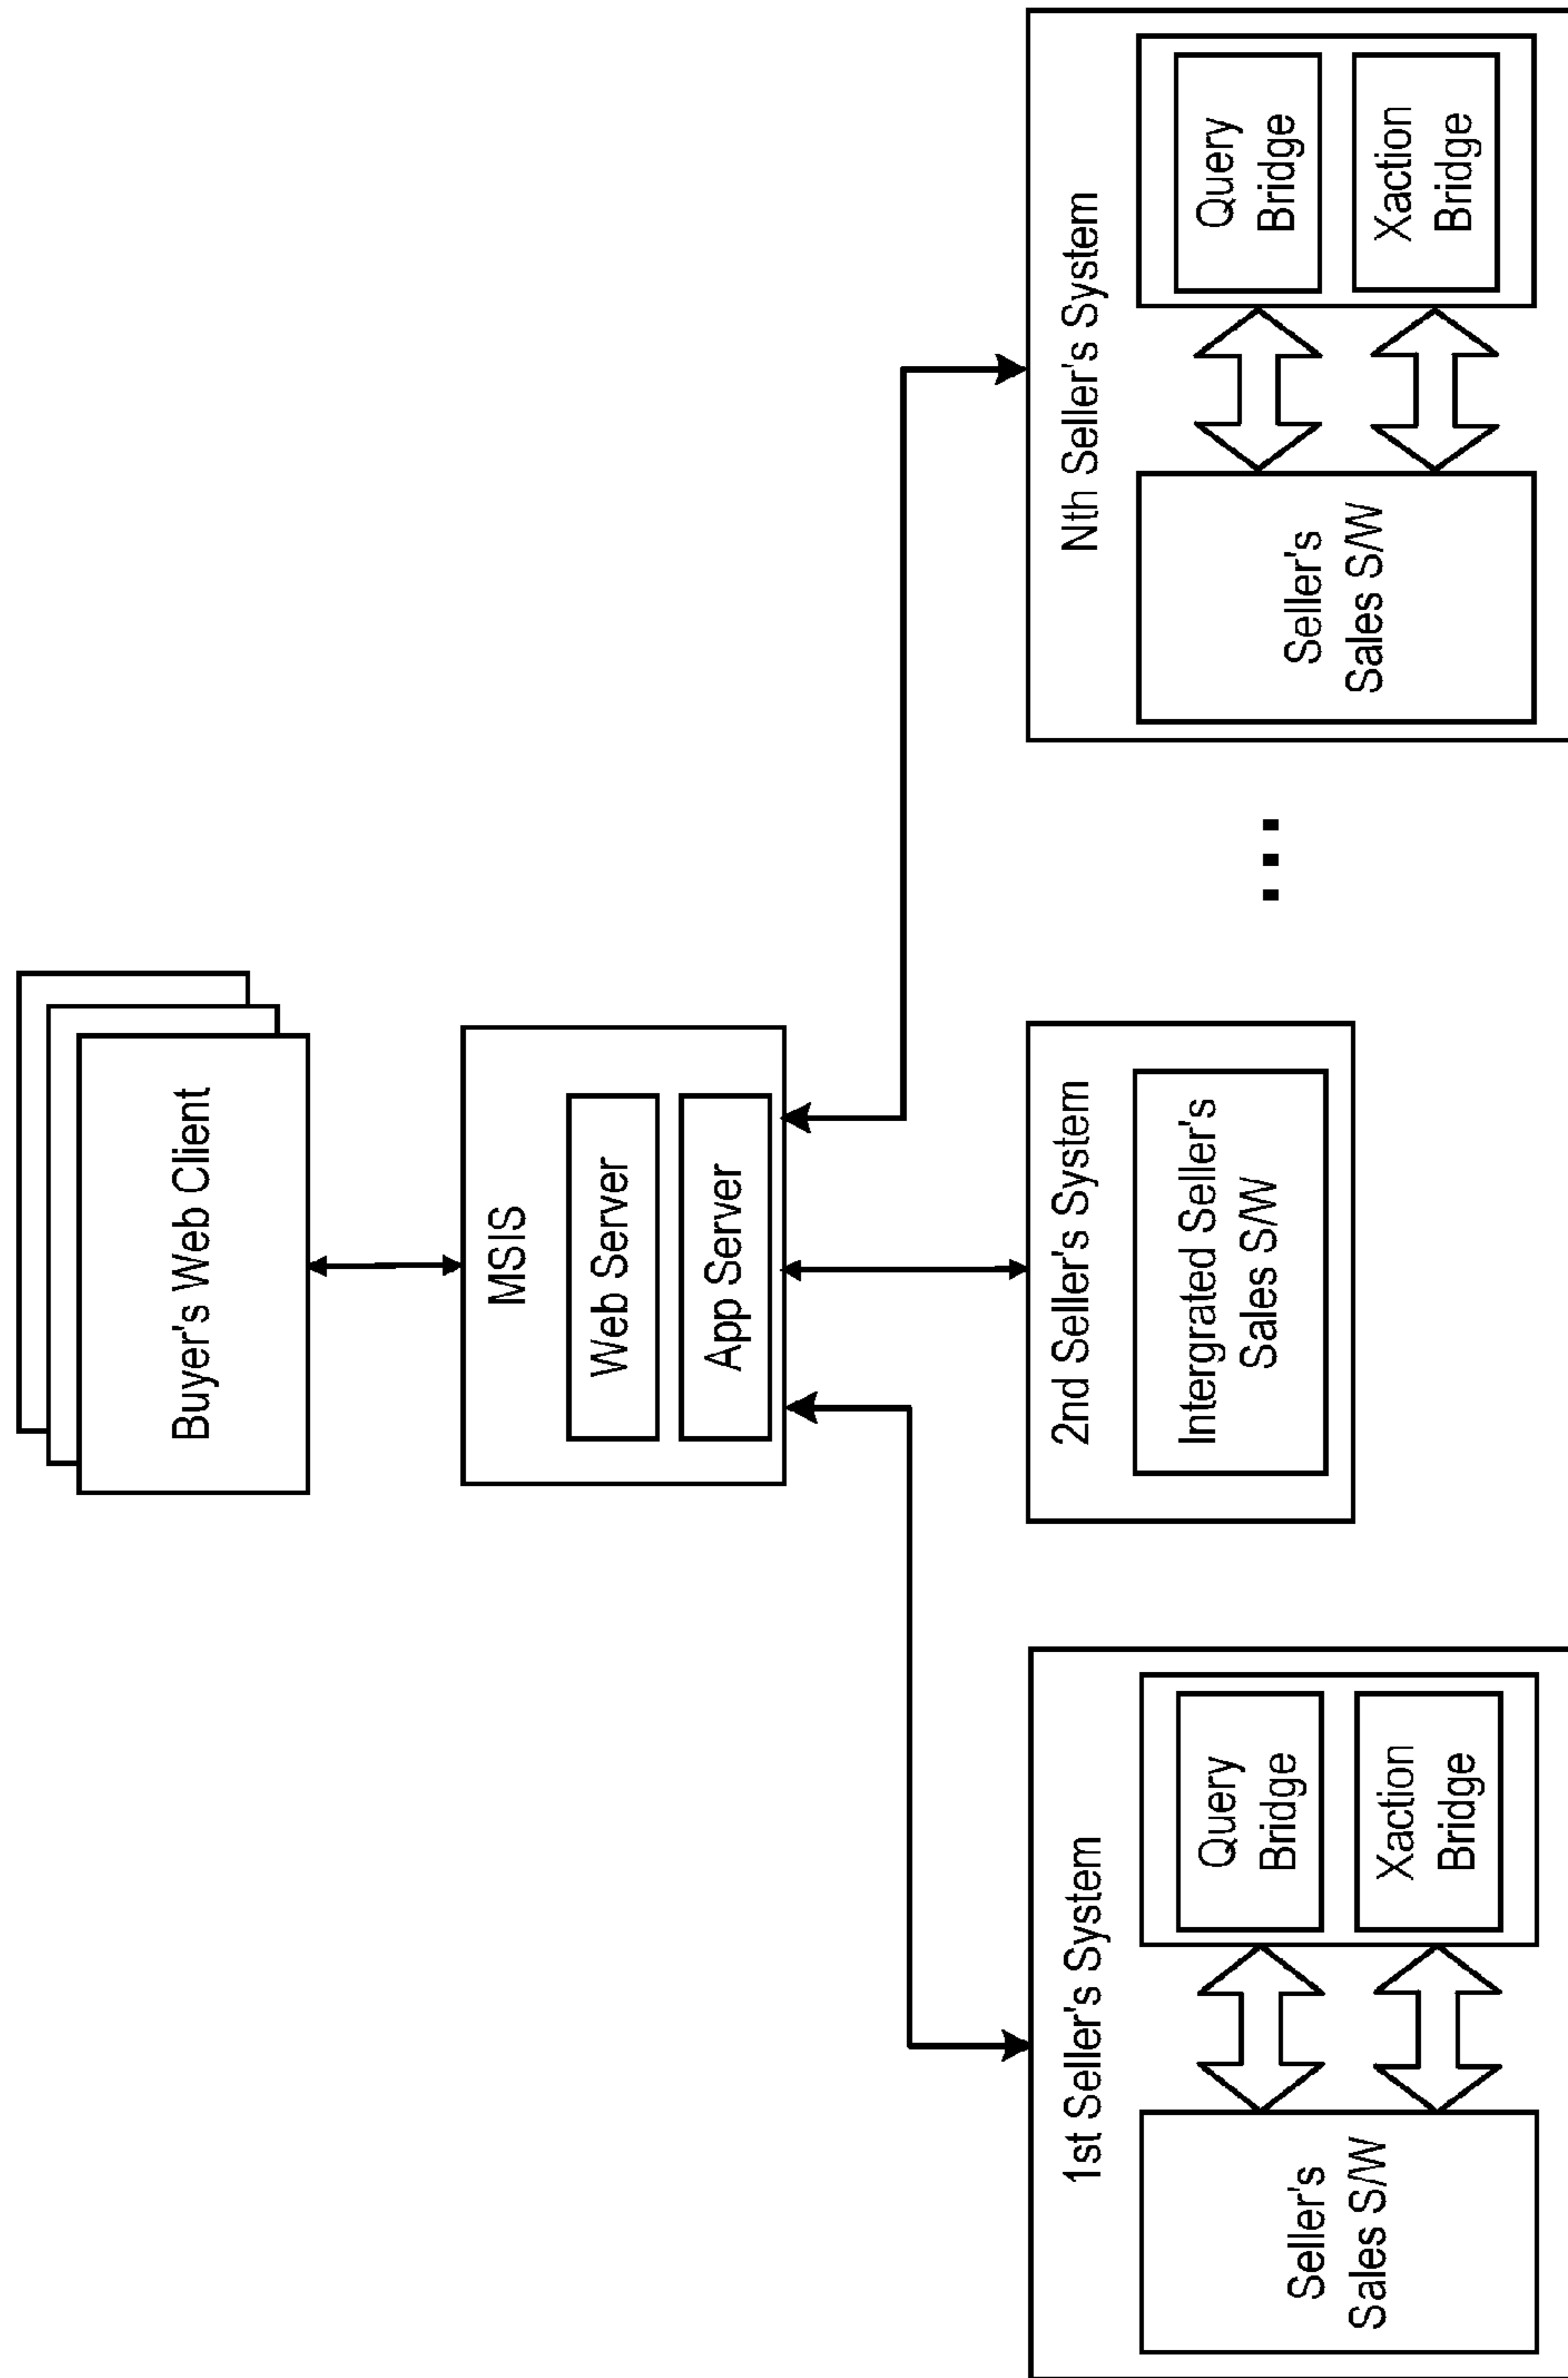 Buyer's Web Client
MSIS
Web Server
App Server
1st Seller's System
Seller's
Sales S/W
Query
Bridge
Xaction
Bridge
2nd Seller's System
Intergrated Seller's
Sales S/W
...
Nth Seller's System
Seller's
Sales S/W
Query
Bridge
Xaction
Bridge